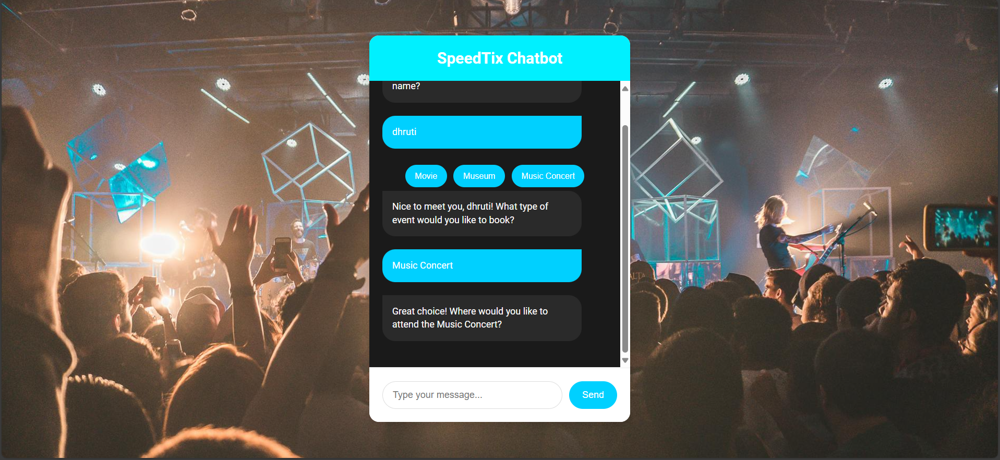 SpeedTix Chatbot
name?
dhruti
Movie
Museum
Music Concert
Nice to meet you, dhruti! What type of
event would you like to book?
Music Concert
Great choice! Where would you like to
attend the Music Concert?
Type your message...
Send
ALTA